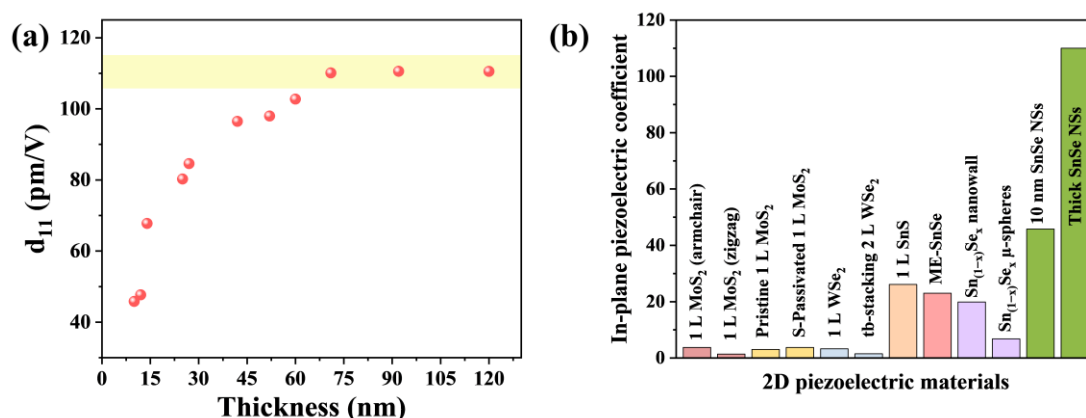 (a)
120
100
80
60
40
d₁₁ (pm/V)
0 15 30 45 60 75 90 105 120
Thickness (nm)
(b)
120
100
80
60
40
20
0
In-plane piezoelectric coefficient
1 L MoS₂ (armchair)
1 L MoS₂ (zigzag)
Pristine 1 L MoS₂
S-Passivated 1 L MoS₂
1 L WSe₂
tb-stacking 2 L WSe₂
1 L SnS
ME-SnSe
Sn₍₁₋ₓ₎Seₓ nanowall
Sn₍₁₋ₓ₎Seₓ μ-spheres
10 nm SnSe NSs
Thick SnSe NSs
2D piezoelectric materials